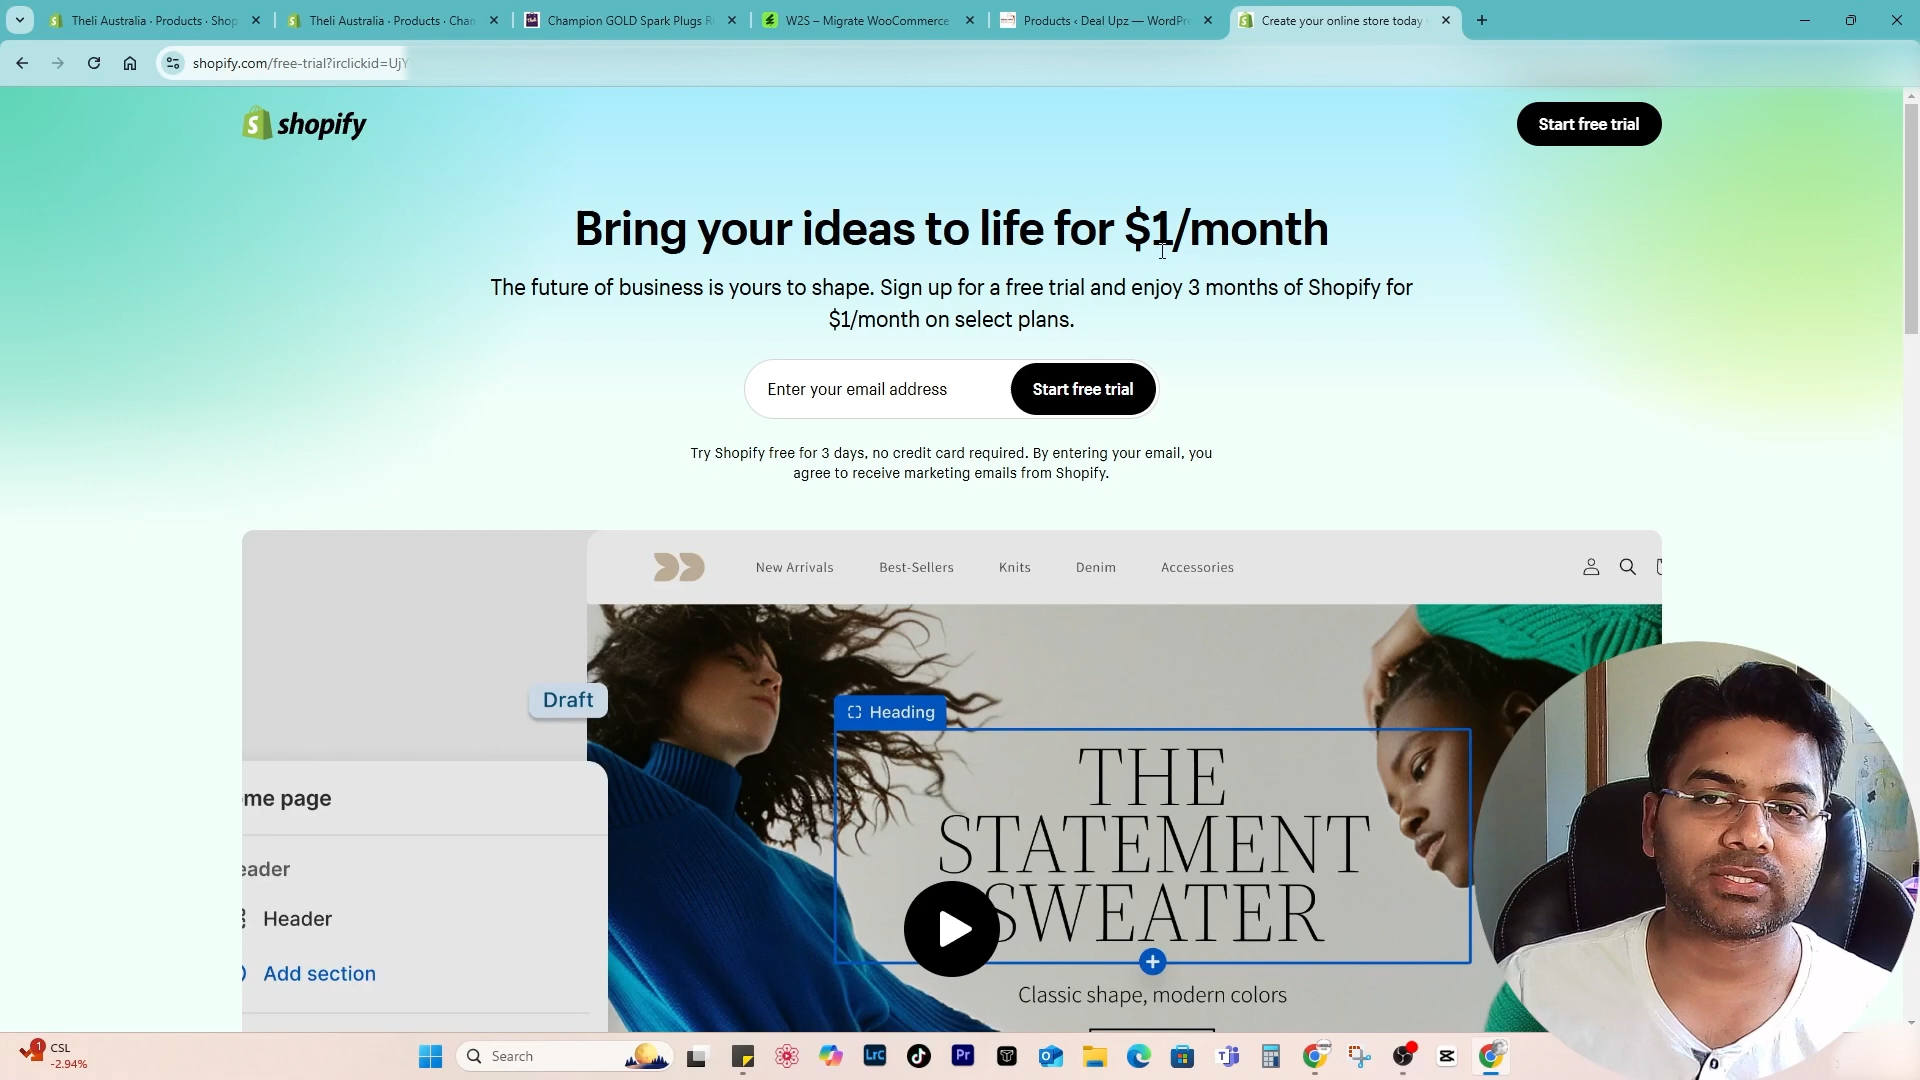 Theli Australia · Products · Shop
Theli Australia · Products · Chan
Champion GOLD Spark Plugs R
W2S – Migrate WooCommerce
Products ‹ Deal Upz — WordPre
Create your online store today
shopify.com/free-trial?irclickid=UjY
shopify
Start free trial
Bring your ideas to life for $1/month
The future of business is yours to shape. Sign up for a free trial and enjoy 3 months of Shopify for
$1/month on select plans.
Enter your email address
Start free trial
Try Shopify free for 3 days, no credit card required. By entering your email, you
agree to receive marketing emails from Shopify.
New Arrivals
Best-Sellers
Knits
Denim
Accessories
Draft
Heading
THE
STATEMENT
SWEATER
me page
eader
Header
Add section
Classic shape, modern colors
1
CSL
-2.94%
Search
LrC
Pr